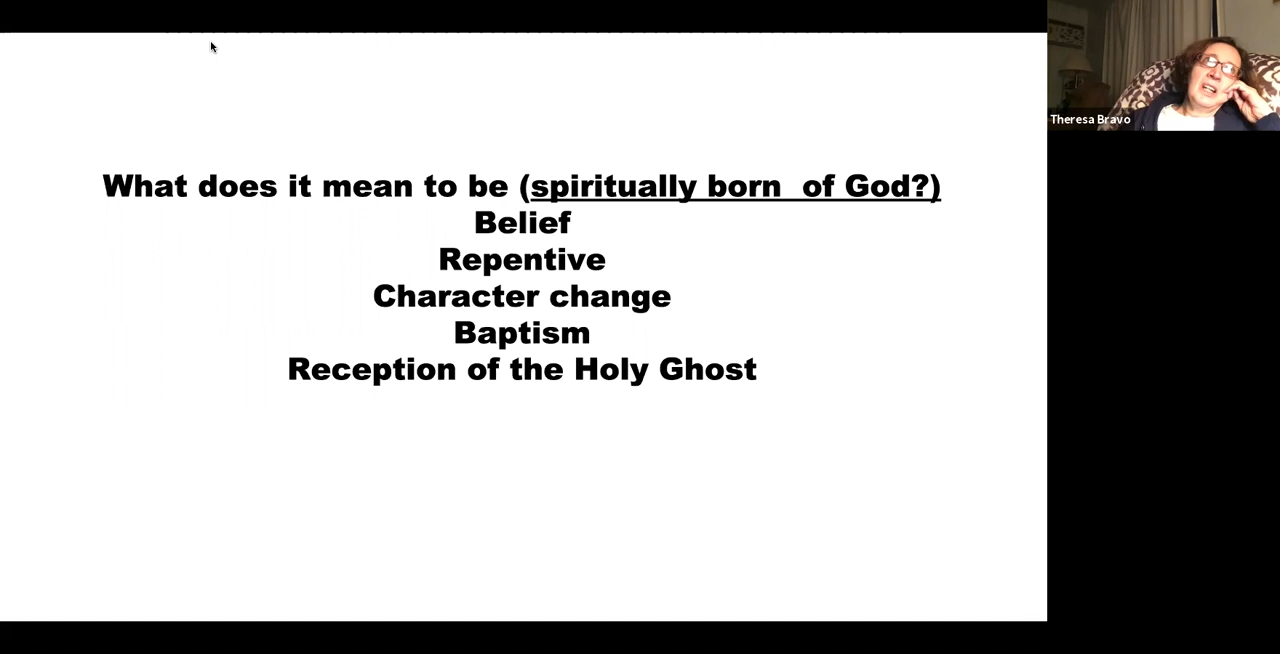 What does it mean to be (spiritually born  of God?)
Belief
Repentive
Character change
Baptism
Reception of the Holy Ghost
Theresa Bravo